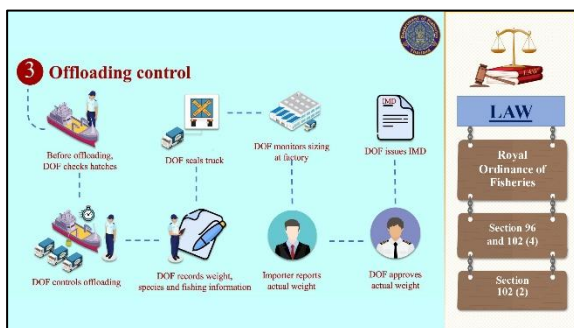 3 Offloading control
Before offloading,
DOF checks hatches
DOF seals truck
DOF monitors sizing
at factory
IMD
DOF issues IMD
DOF controls offloading
DOF records weight,
species and fishing information
Importer reports
actual weight
DOF approves
actual weight
LAW
LAW
Royal
Ordinance of
Fisheries
Section 96
and 102 (4)
Section
102 (2)